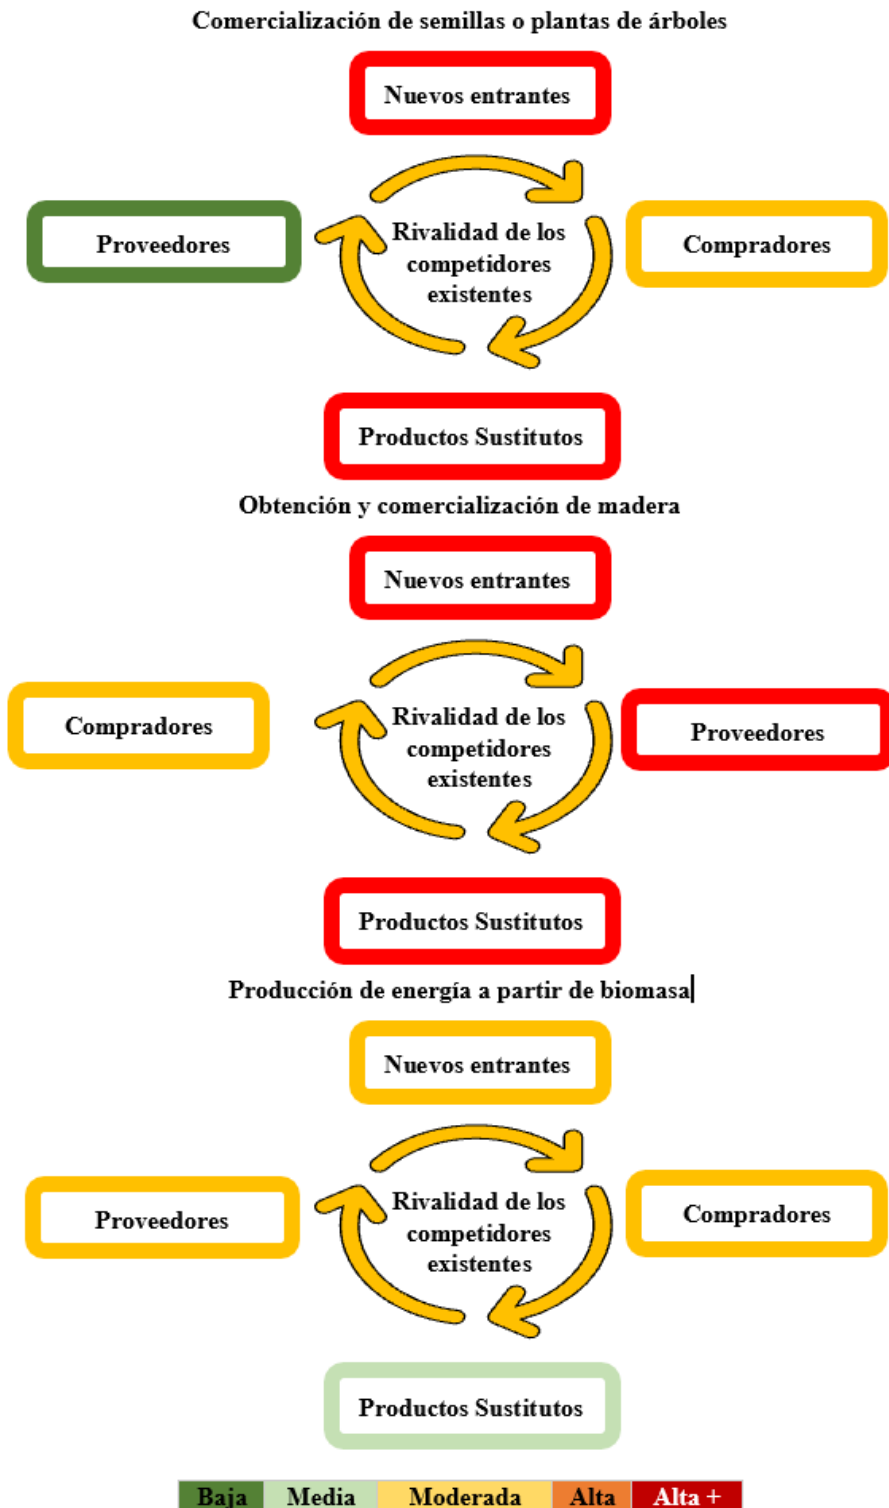 Comercialización de semillas o plantas de árboles
Nuevos entrantes
Proveedores
Rivalidad de los
competidores
existentes
Compradores
Productos Sustitutos
Obtención y comercialización de madera
Nuevos entrantes
Compradores
Rivalidad de los
competidores
existentes
Proveedores
Productos Sustitutos
Producción de energía a partir de biomasa
Nuevos entrantes
Proveedores
Rivalidad de los
competidores
existentes
Compradores
Productos Sustitutos
Baja Media Moderada Alta Alta +